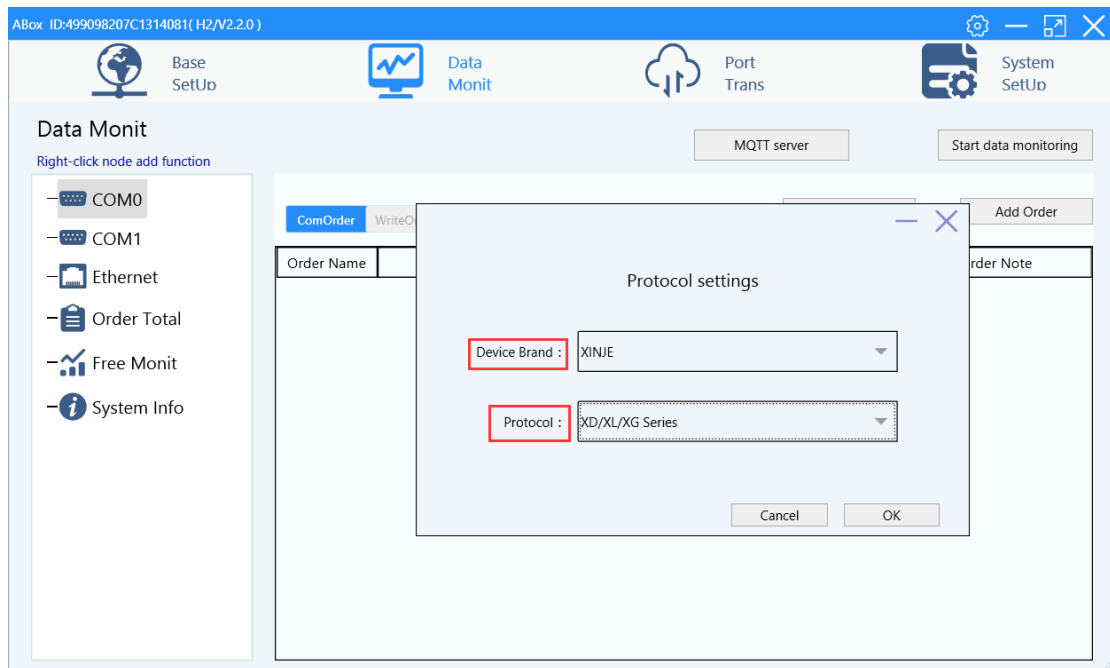 ABox ID:499098207C1314081( H2/V2.2.0 )
Base
SetUp
Data
Monit
Port
Trans
System
SetUp
Data Monit
MQTT server
Start data monitoring
Right-click node add function
COM0
COM1
Ethernet
Order Total
Free Monit
System Info
ComOrder
WriteO
Add Order
Order Name
rder Note
Protocol settings
Device Brand :
XINJE
Protocol :
XD/XL/XG Series
Cancel
OK